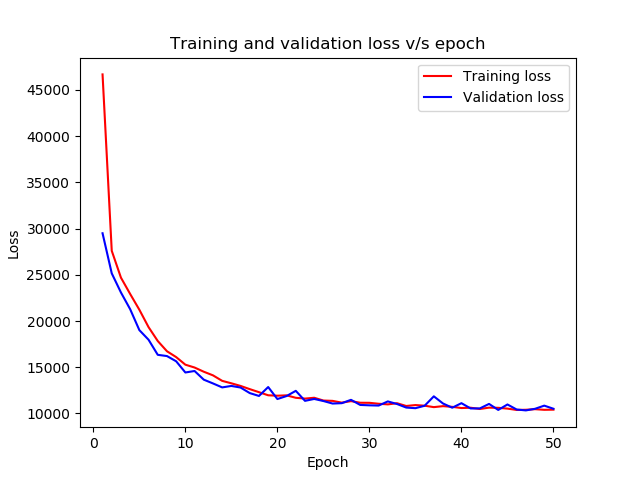 Training and validation loss v/s epoch
Training loss
Validation loss
45000
40000
35000
30000
25000
20000
15000
10000
Loss
0 10 20 30 40 50
Epoch